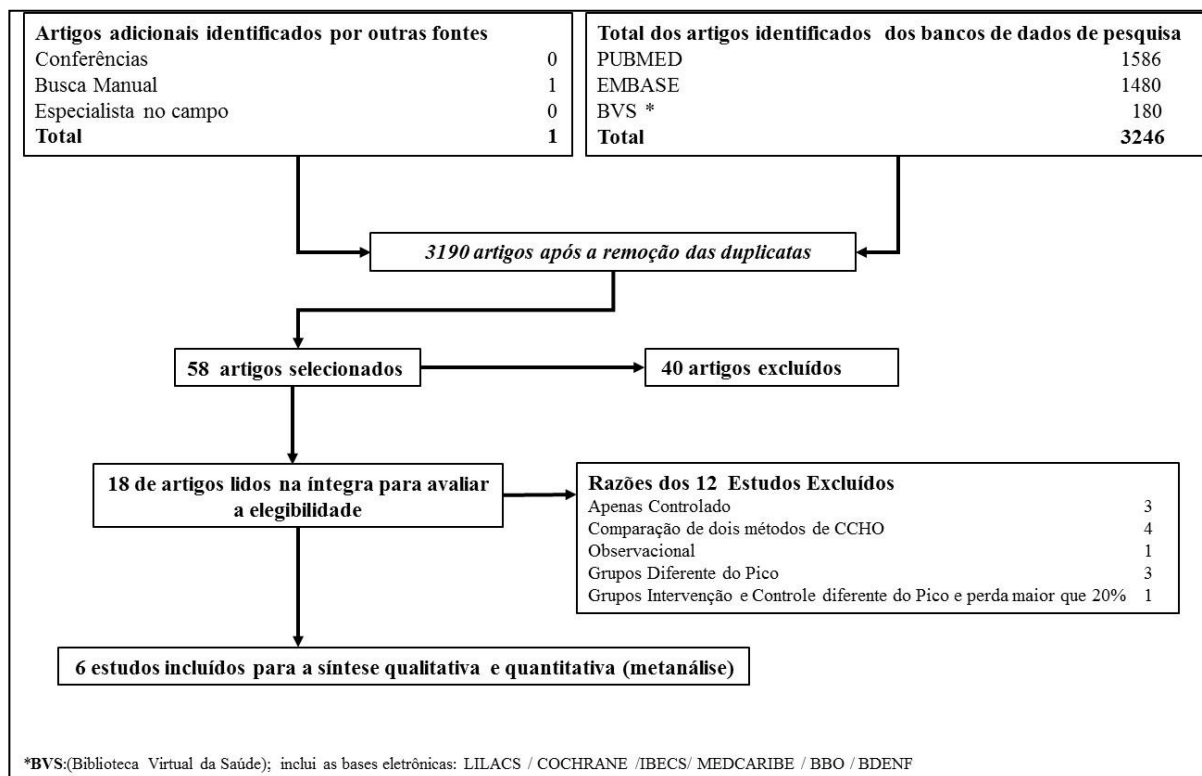 Artigos adicionais identificados por outras fontes
Conferências 0
Busca Manual 1
Especialista no campo 0
Total 1
Total dos artigos identificados dos bancos de dados de pesquisa
PUBMED 1586
EMBASE 1480
BVS * 180
Total 3246
3190 artigos após a remoção das duplicatas
58 artigos selecionados
40 artigos excluídos
18 de artigos lidos na íntegra para avaliar
a elegibilidade
Razões dos 12 Estudos Excluídos
Apenas Controlado 3
Comparação de dois métodos de CCHO 4
Observacional 1
Grupos Diferente do Pico 3
Grupos Intervenção e Controle diferente do Pico e perda maior que 20% 1
6 estudos incluídos para a síntese qualitativa e quantitativa (metanálise)
*BVS:(Biblioteca Virtual da Saúde); inclui as bases eletrônicas: LILACS / COCHRANE /IBECS/ MEDCARIBE / BBO / BDENF